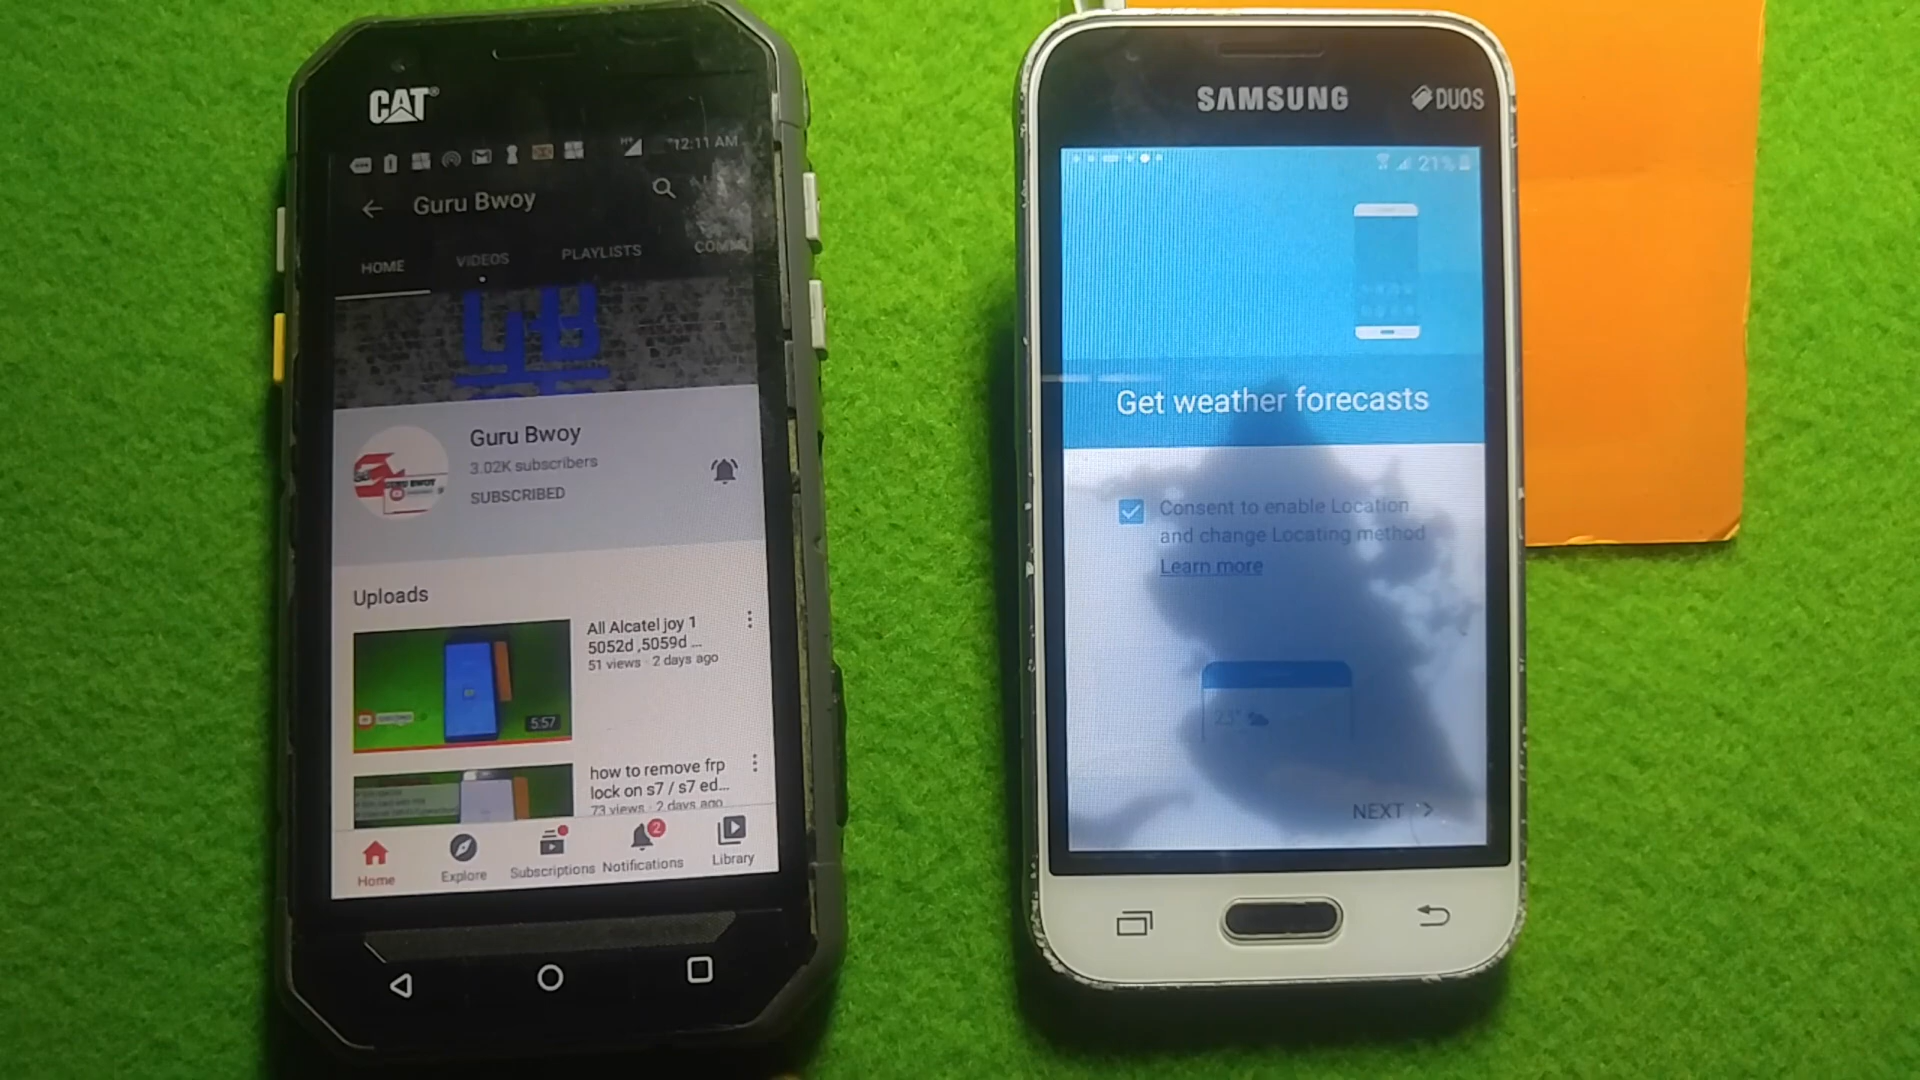 CAT®
12:11 AM
Guru Bwoy
HOME VIDEOS PLAYLISTS COMMU
Guru Bwoy
3.02K subscribers
SUBSCRIBED
Uploads
All Alcatel joy 1
5052d ,5059d ...
51 views · 2 days ago
5:57
how to remove frp
lock on s7 / s7 ed...
73 views · 2 days ago
2
Home Explore Subscriptions Notifications Library
SAMSUNG DUOS
21%
Get weather forecasts
Consent to enable Location
and change Locating method
Learn more
23°
NEXT